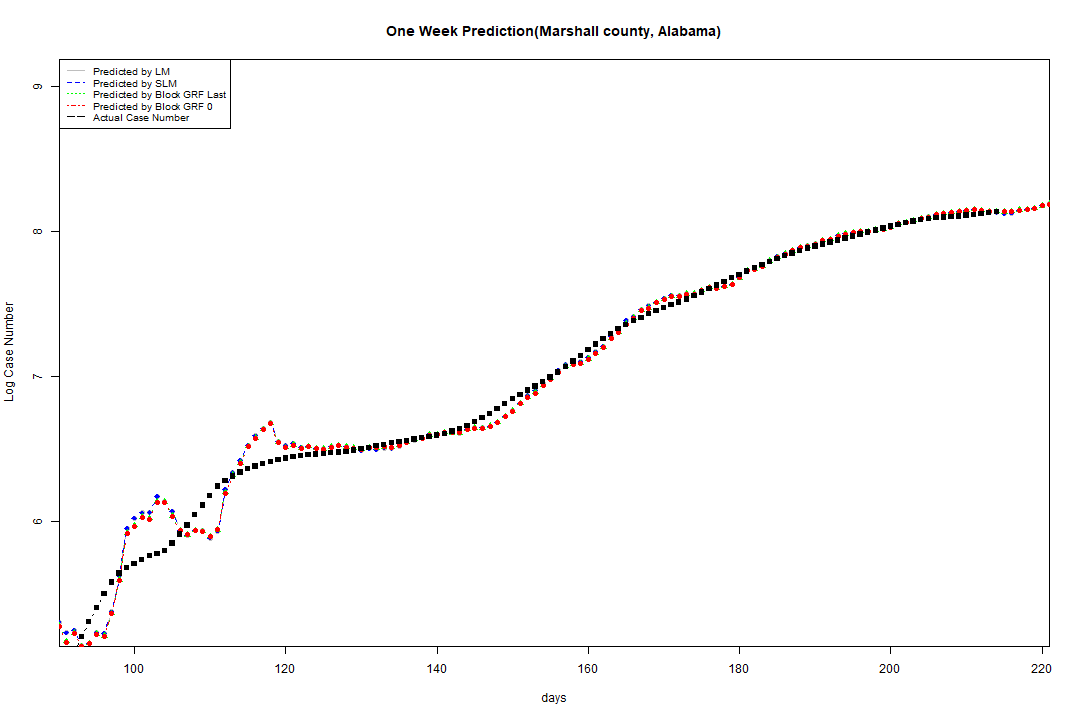 One Week Prediction(Marshall county, Alabama)
Predicted by LM
Predicted by SLM
Predicted by Block GRF Last
Predicted by Block GRF 0
Actual Case Number
9
8
7
6
Log Case Number
100 120 140 160 180 200 220
days